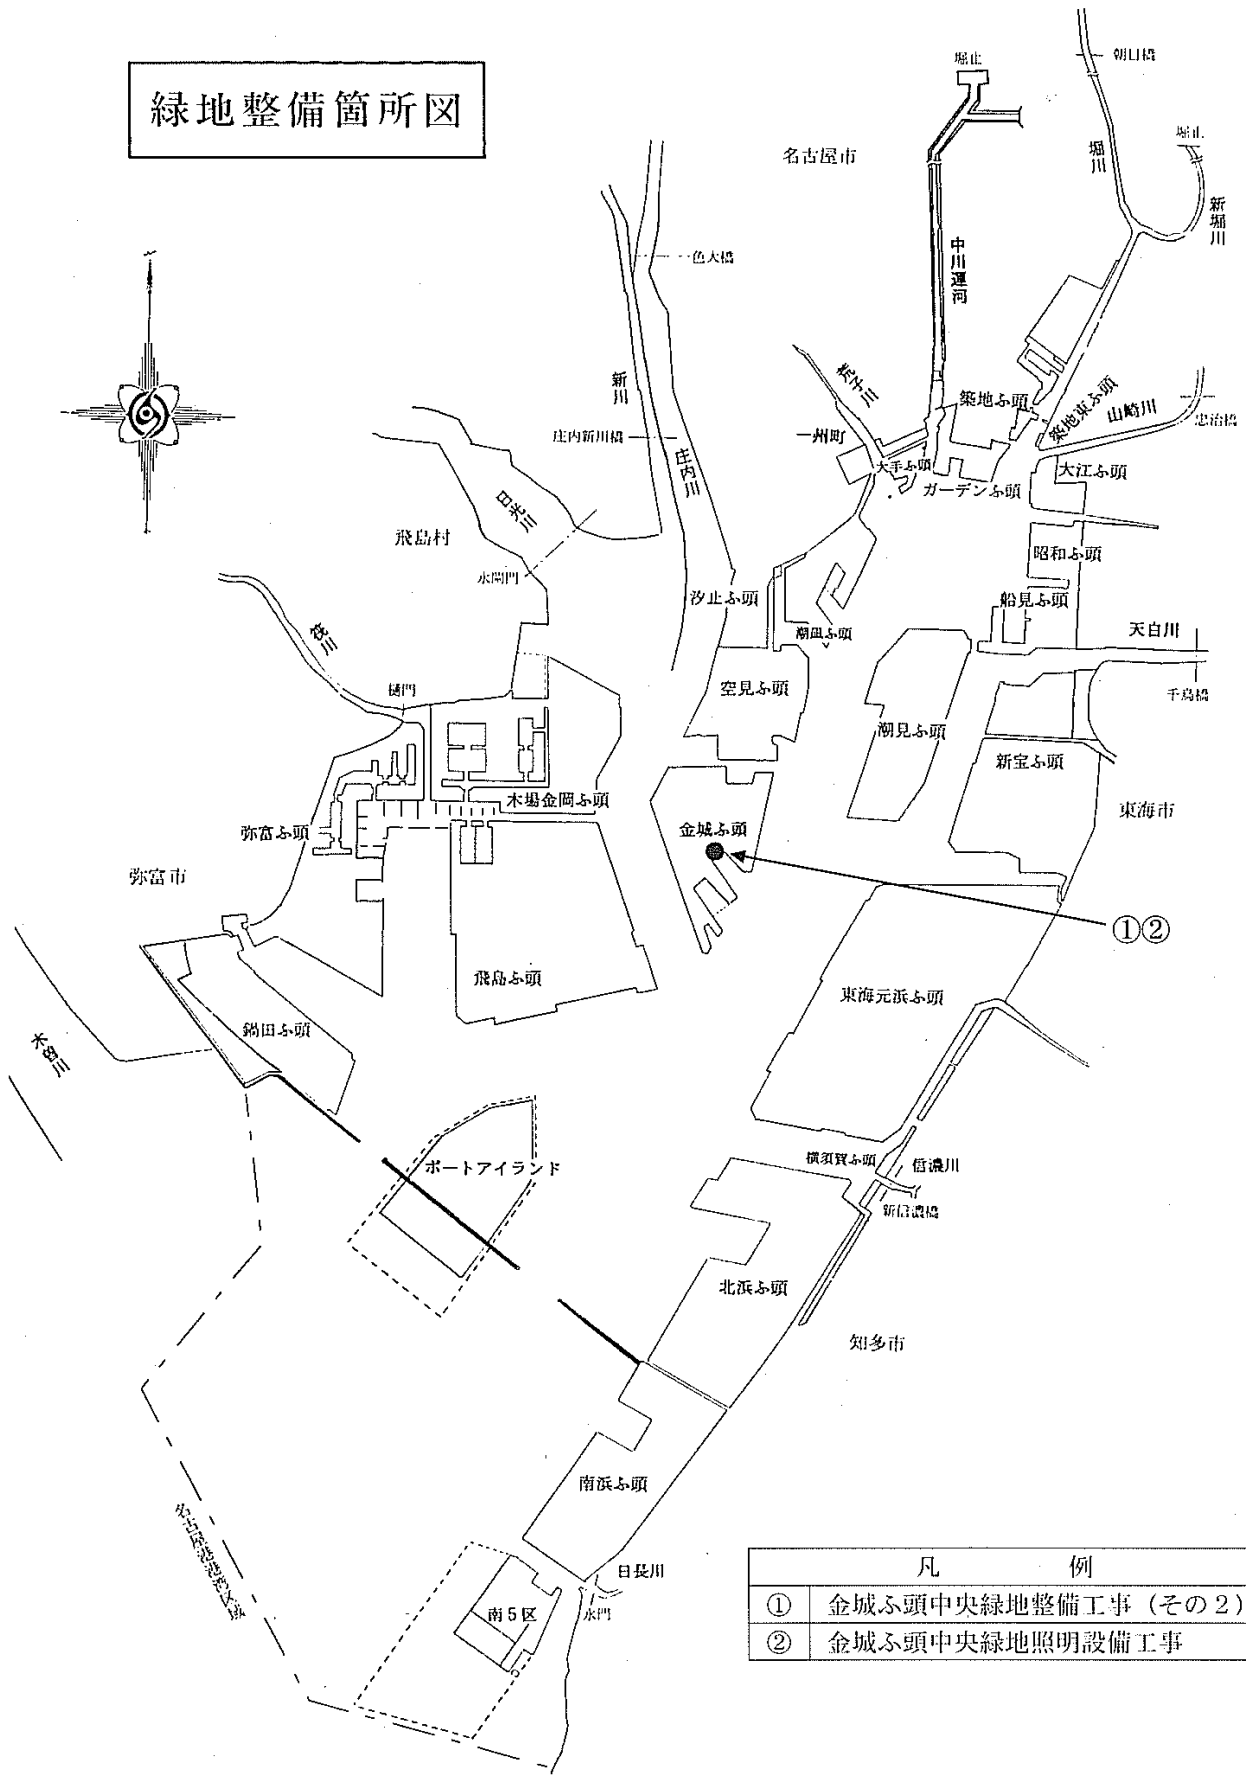 緑地整備箇所図
堀止
朝日橋
堀止
名古屋市
堀川
新堀川
中川運河
一色大橋
新川
荒子川
築地ふ頭
築地東ふ頭
山崎川
忠治橋
庄内新川橋
庄内川
一州町
大手ふ頭
ガーデンふ頭
大江ふ頭
日光川
飛島村
水閘門
昭和ふ頭
汐止ふ頭
船見ふ頭
筏川
潮凪ふ頭
天白川
樋門
空見ふ頭
千鳥橋
潮見ふ頭
新宝ふ頭
木場金岡ふ頭
東海市
弥富ふ頭
金城ふ頭
弥富市
①②
飛島ふ頭
東海元浜ふ頭
鍋田ふ頭
木曽川
ポートアイランド
横須賀ふ頭
信濃川
新信濃橋
北浜ふ頭
知多市
南浜ふ頭
名古屋港港湾区域
日長川
南5区
水門
凡 例
① 金城ふ頭中央緑地整備工事（その2）
② 金城ふ頭中央緑地照明設備工事